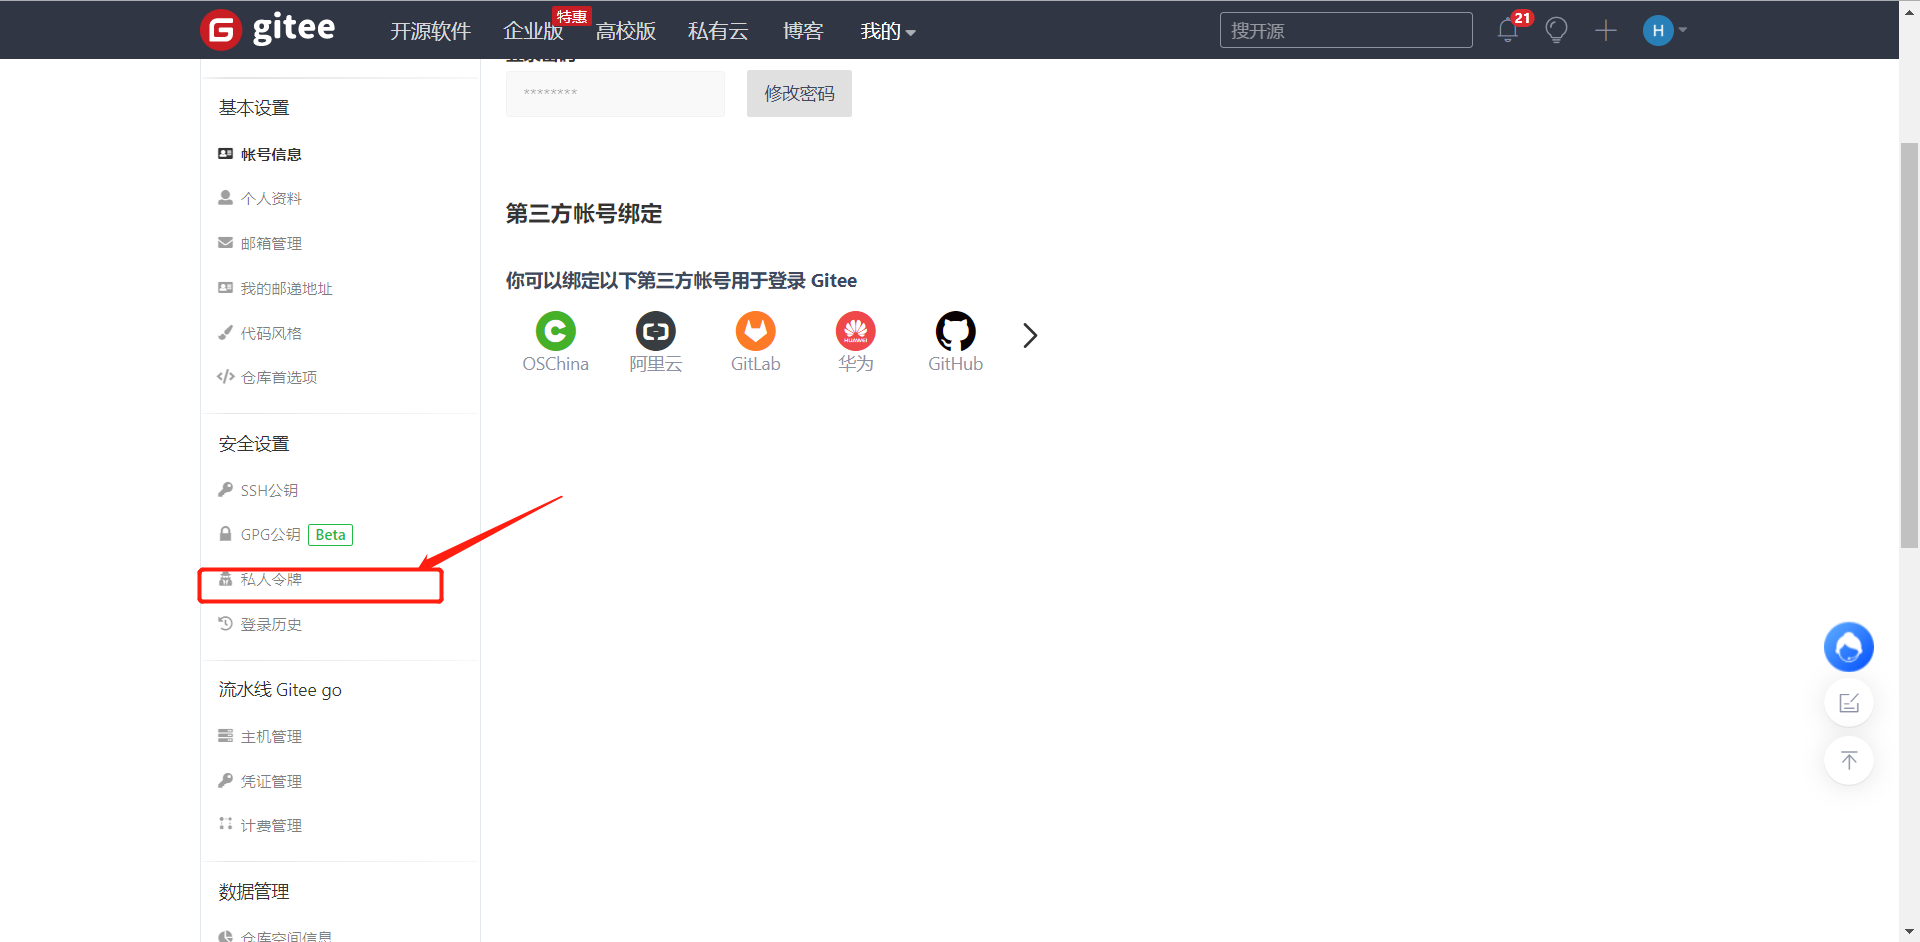 gitee
开源软件
企业版
特惠
高校版
私有云
博客
我的
搜开源
21
H
登录密码
********
修改密码
基本设置
帐号信息
个人资料
邮箱管理
我的邮递地址
代码风格
仓库首选项
安全设置
SSH公钥
GPG公钥 Beta
私人令牌
登录历史
流水线 Gitee go
主机管理
凭证管理
计费管理
数据管理
仓库空间信息
第三方帐号绑定
你可以绑定以下第三方帐号用于登录 Gitee
HUAWEI
OSChina
阿里云
GitLab
华为
GitHub